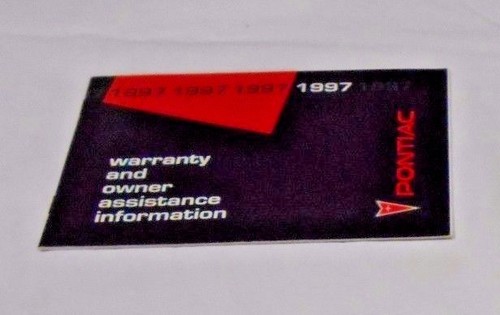 1997 1997 1997 1997 1997
warranty
and
owner
assistance
information
PONTIAC